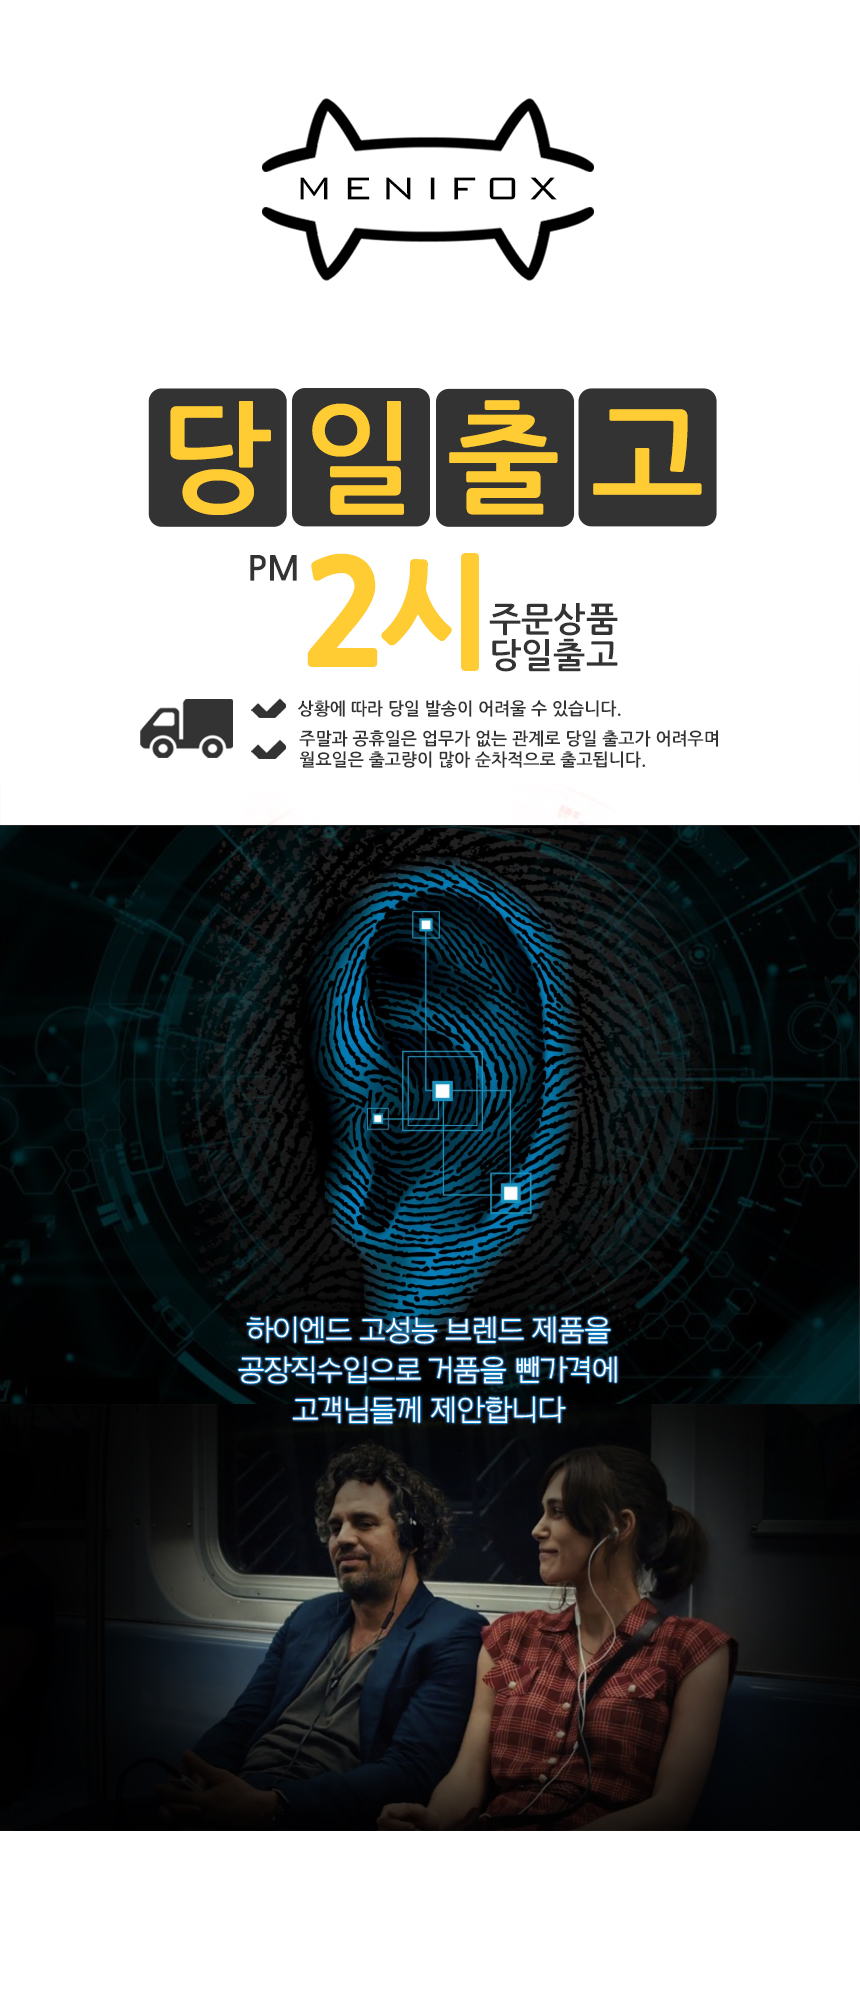 MENIFOX
당일출고
PM 2시 주문상품
당일출고
상황에 따라 당일 발송이 어려울 수 있습니다.
주말과 공휴일은 업무가 없는 관계로 당일 출고가 어려우며
월요일은 출고량이 많아 순차적으로 출고됩니다.
하이엔드 고성능 브렌드 제품을
공장직수입으로 거품을 뺀가격에
고객님들께 제안합니다